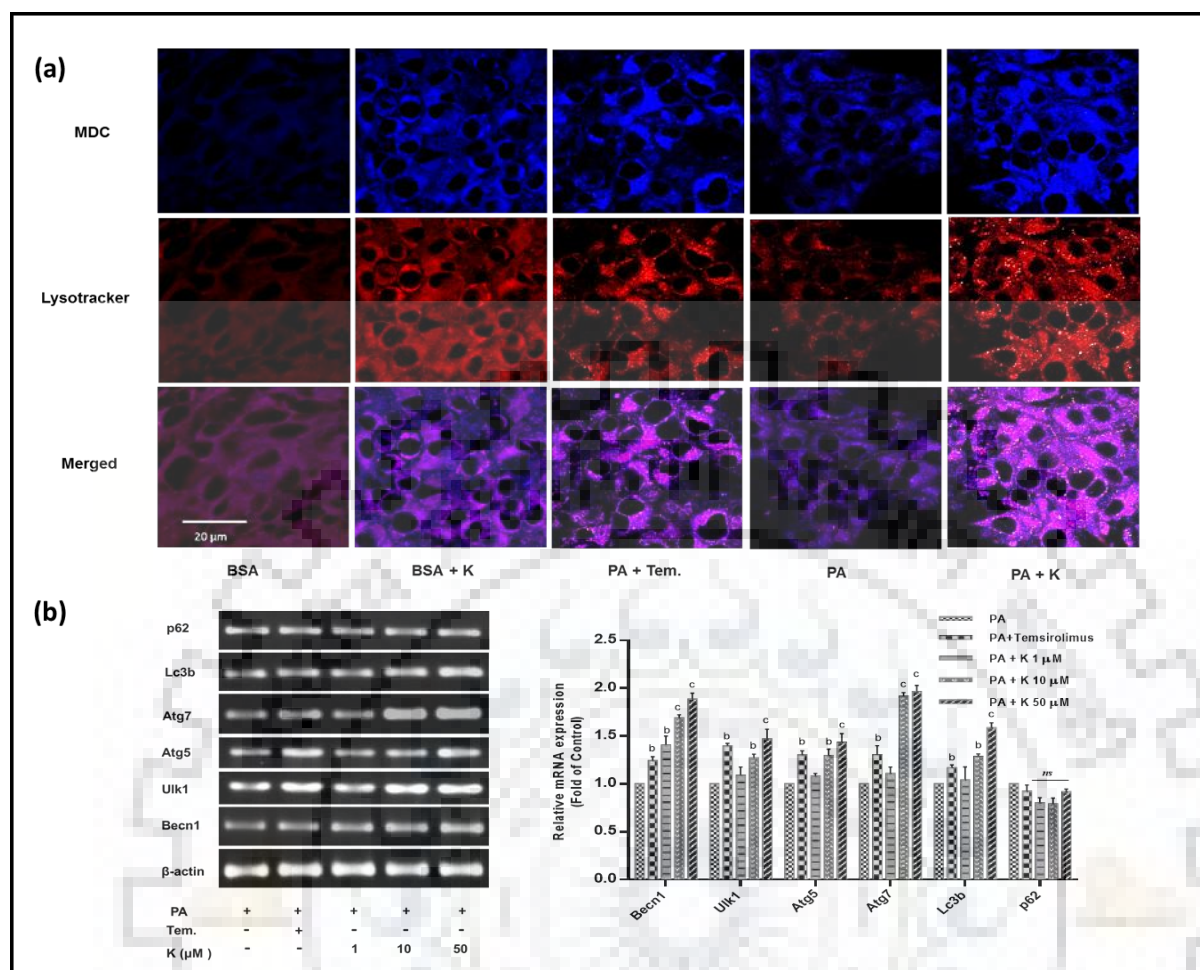 (a)
MDC
Lysotracker
Merged
20 µm
BSA
BSA + K
PA + Tem.
PA
PA + K
(b)
p62
Lc3b
Atg7
Atg5
Ulk1
Becn1
β-actin
PA + + + + +
Tem. - + - - -
K (µM) - - 1 10 50
Relative mRNA expression
(Fold of Control)
2.5
2.0
1.5
1.0
0.5
0.0
PA
PA+Temsirolimus
PA + K 1 µM
PA + K 10 µM
PA + K 50 µM
b b c c
b b c
b b c
b c c
b b c
ns
Becn1
Ulk1
Atg5
Atg7
Lc3b
p62